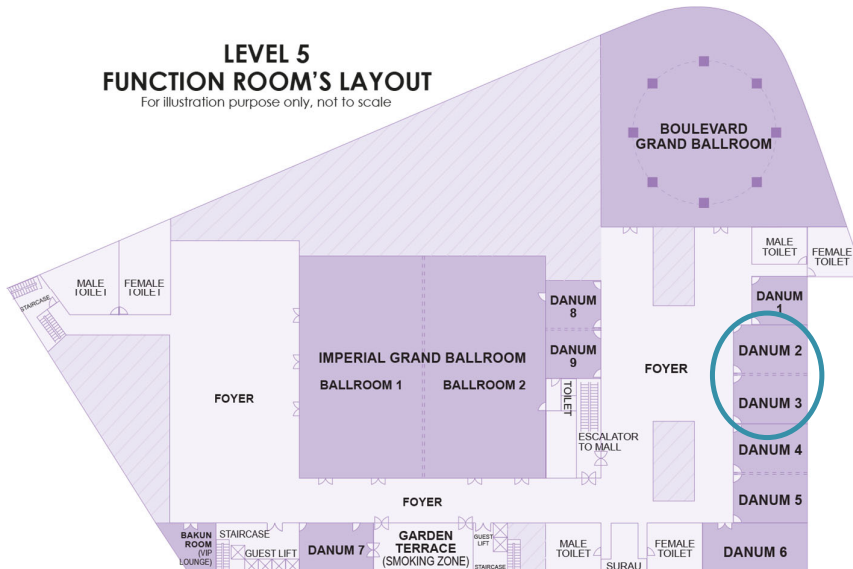 LEVEL 5
FUNCTION ROOM'S LAYOUT
For illustration purpose only, not to scale
BOULEVARD
GRAND BALLROOM
MALE
TOILET
FEMALE
TOILET
MALE
TOILET
FEMALE
TOILET
STAIRCASE
DANUM
8
DANUM
1
DANUM
9
DANUM 2
IMPERIAL GRAND BALLROOM
BALLROOM 1
BALLROOM 2
FOYER
FOYER
TOILET
DANUM 3
ESCALATOR
TO MALL
DANUM 4
FOYER
DANUM 5
BAKUN
ROOM
(VIP
LOUNGE)
STAIRCASE
GUEST LIFT
DANUM 7
GARDEN
TERRACE
(SMOKING ZONE)
GUEST
LIFT
STAIRCASE
MALE
TOILET
SURAU
FEMALE
TOILET
DANUM 6